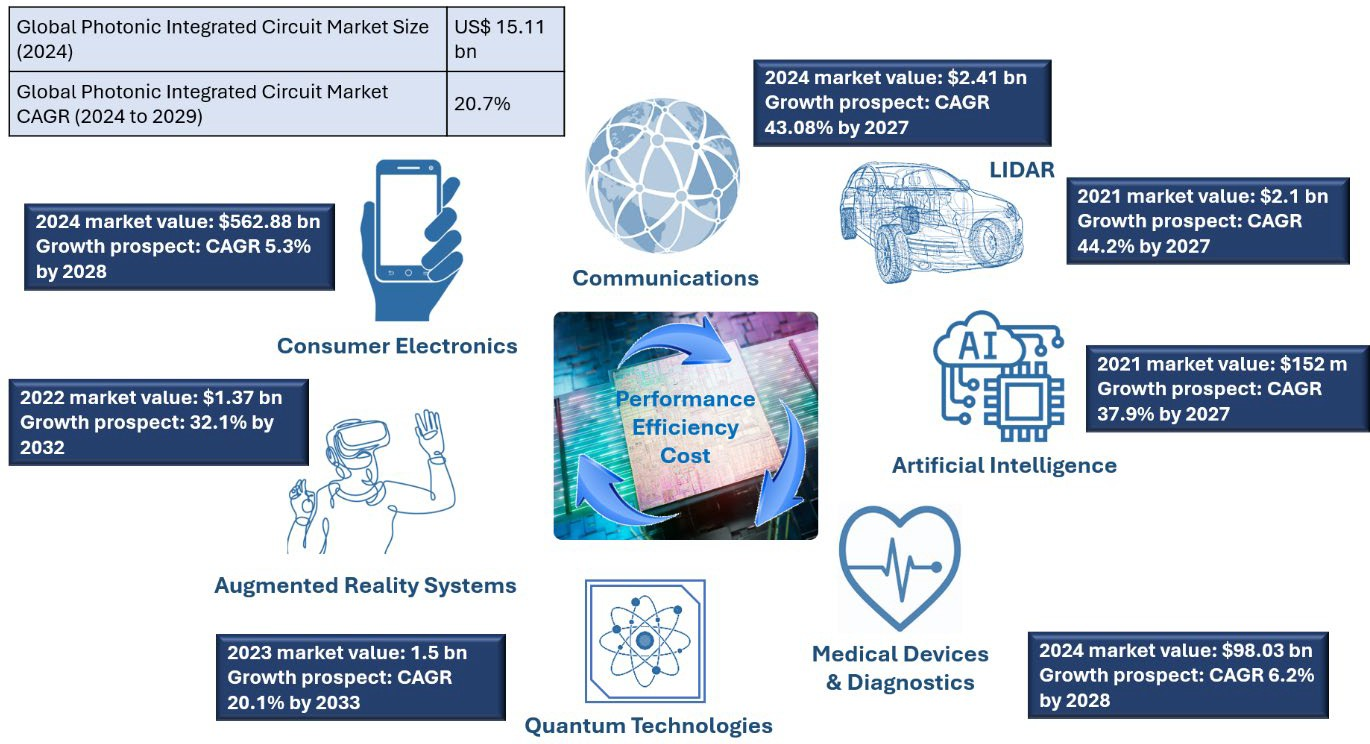 Global Photonic Integrated Circuit Market Size
(2024)
US$ 15.11
bn
Global Photonic Integrated Circuit Market
CAGR (2024 to 2029)
20.7%
2024 market value: $2.41 bn
Growth prospect: CAGR
43.08% by 2027
Communications
LIDAR
2021 market value: $2.1 bn
Growth prospect: CAGR
44.2% by 2027
2024 market value: $562.88 bn
Growth prospect: CAGR 5.3%
by 2028
Consumer Electronics
AI
2021 market value: $152 m
Growth prospect: CAGR
37.9% by 2027
Artificial Intelligence
2022 market value: $1.37 bn
Growth prospect: 32.1% by
2032
Augmented Reality Systems
Performance
Efficiency
Cost
2023 market value: 1.5 bn
Growth prospect: CAGR
20.1% by 2033
Quantum Technologies
Medical Devices
& Diagnostics
2024 market value: $98.03 bn
Growth prospect: CAGR 6.2%
by 2028